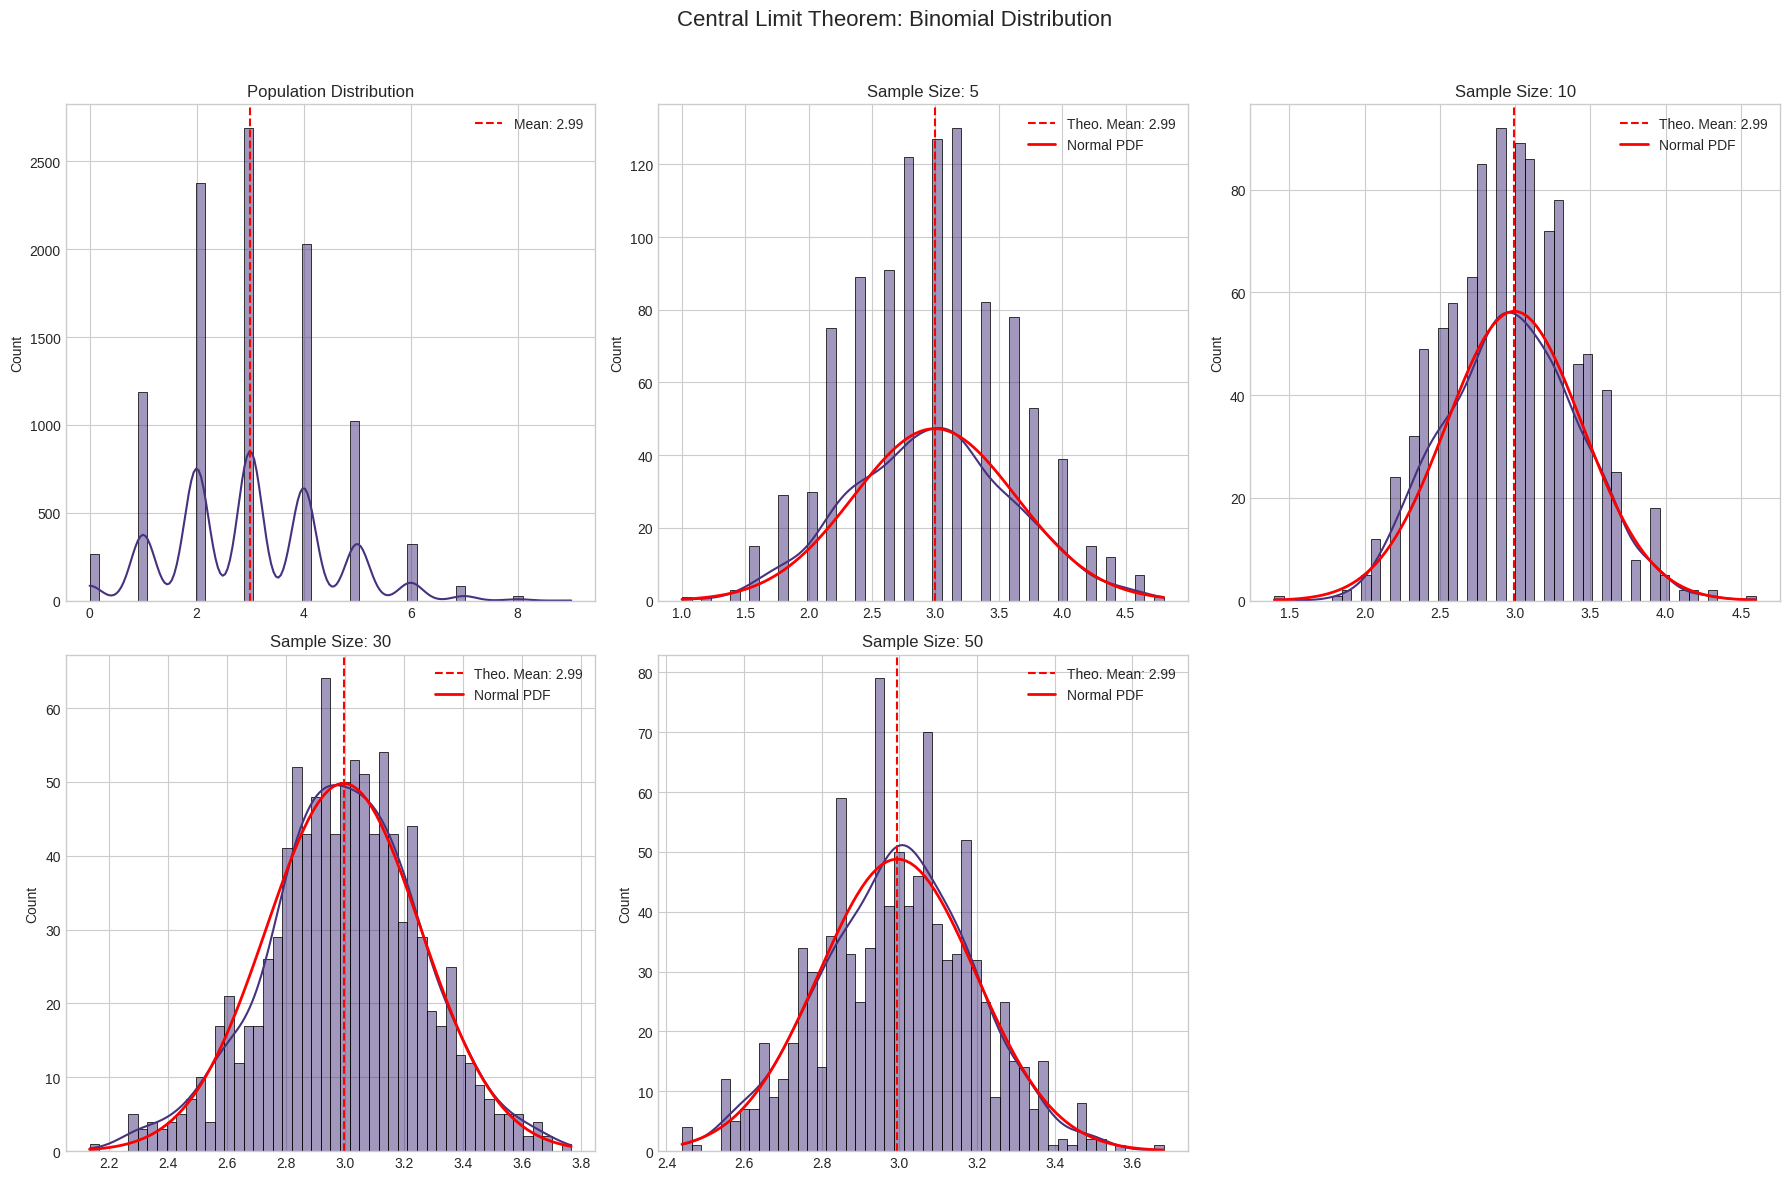 Central Limit Theorem: Binomial Distribution
Population Distribution
Mean: 2.99
Count
2500
2000
1500
1000
500
0
0 2 4 6 8
Sample Size: 5
Theo. Mean: 2.99
Normal PDF
Count
120
100
80
60
40
20
0
1.0 1.5 2.0 2.5 3.0 3.5 4.0 4.5
Sample Size: 10
Theo. Mean: 2.99
Normal PDF
Count
80
60
40
20
0
1.5 2.0 2.5 3.0 3.5 4.0 4.5
Sample Size: 30
Theo. Mean: 2.99
Normal PDF
Count
60
50
40
30
20
10
0
2.2 2.4 2.6 2.8 3.0 3.2 3.4 3.6 3.8
Sample Size: 50
Theo. Mean: 2.99
Normal PDF
Count
80
70
60
50
40
30
20
10
0
2.4 2.6 2.8 3.0 3.2 3.4 3.6